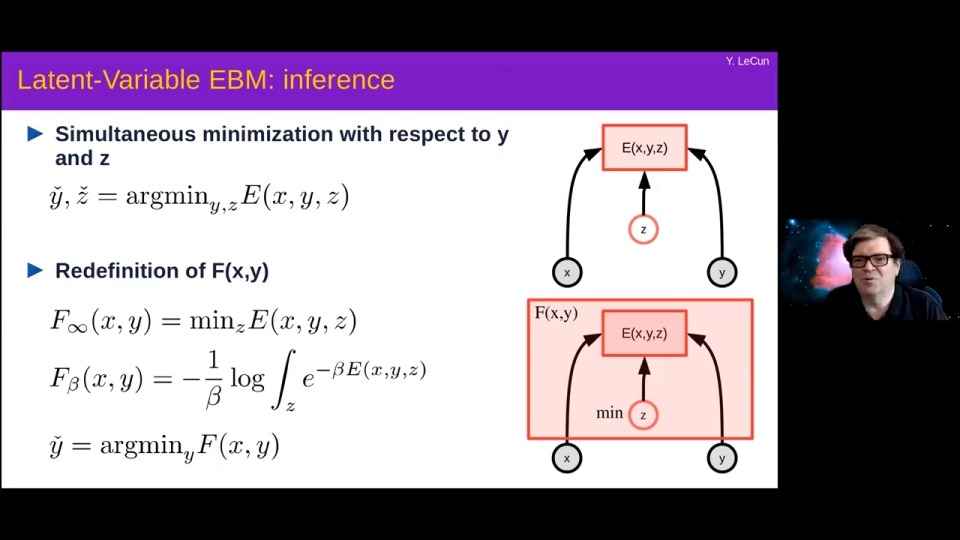 Y. LeCun
Latent-Variable EBM: inference
Simultaneous minimization with respect to y
and z
y̌, ž = argmin_{y,z} E(x, y, z)
Redefinition of F(x,y)
F_∞(x, y) = min_z E(x, y, z)
F_β(x, y) = −\frac{1}{β} log ∫_z e^{−βE(x,y,z)}
y̌ = argmin_y F(x, y)
E(x,y,z)
z
x
y
F(x,y)
E(x,y,z)
min z
x
y